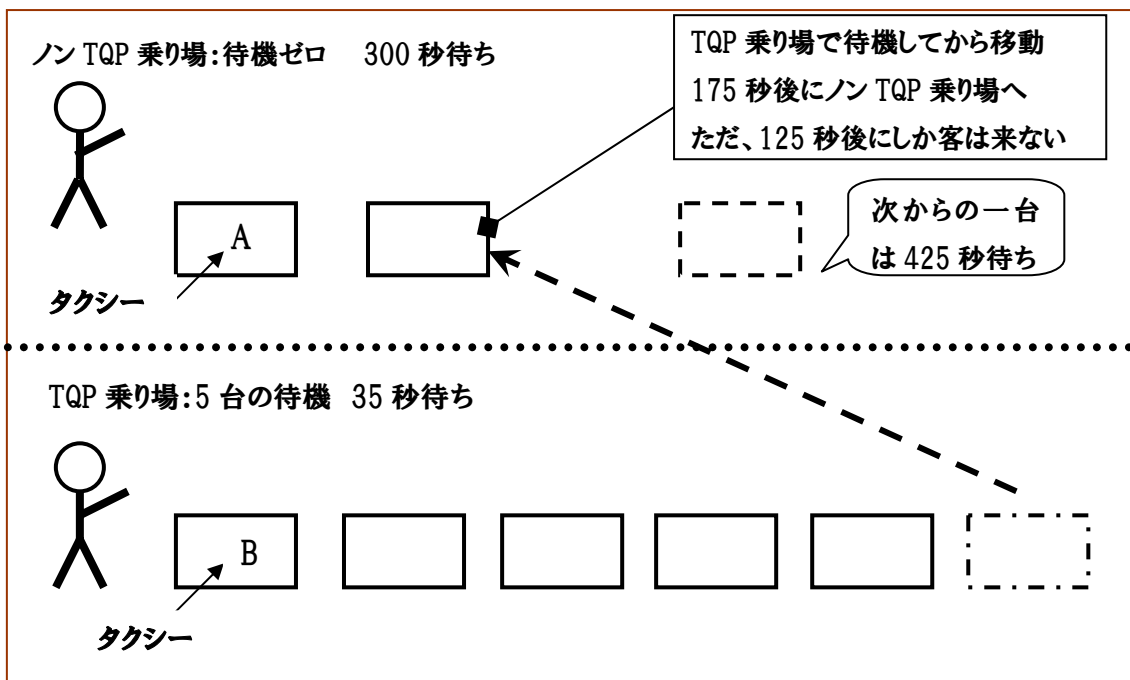 ノン TQP 乗り場：待機ゼロ　300 秒待ち
TQP 乗り場で待機してから移動
175 秒後にノン TQP 乗り場へ
ただ、125 秒後にしか客は来ない
次からの一台
は 425 秒待ち
A
タクシー
TQP 乗り場：5 台の待機　35 秒待ち
B
タクシー